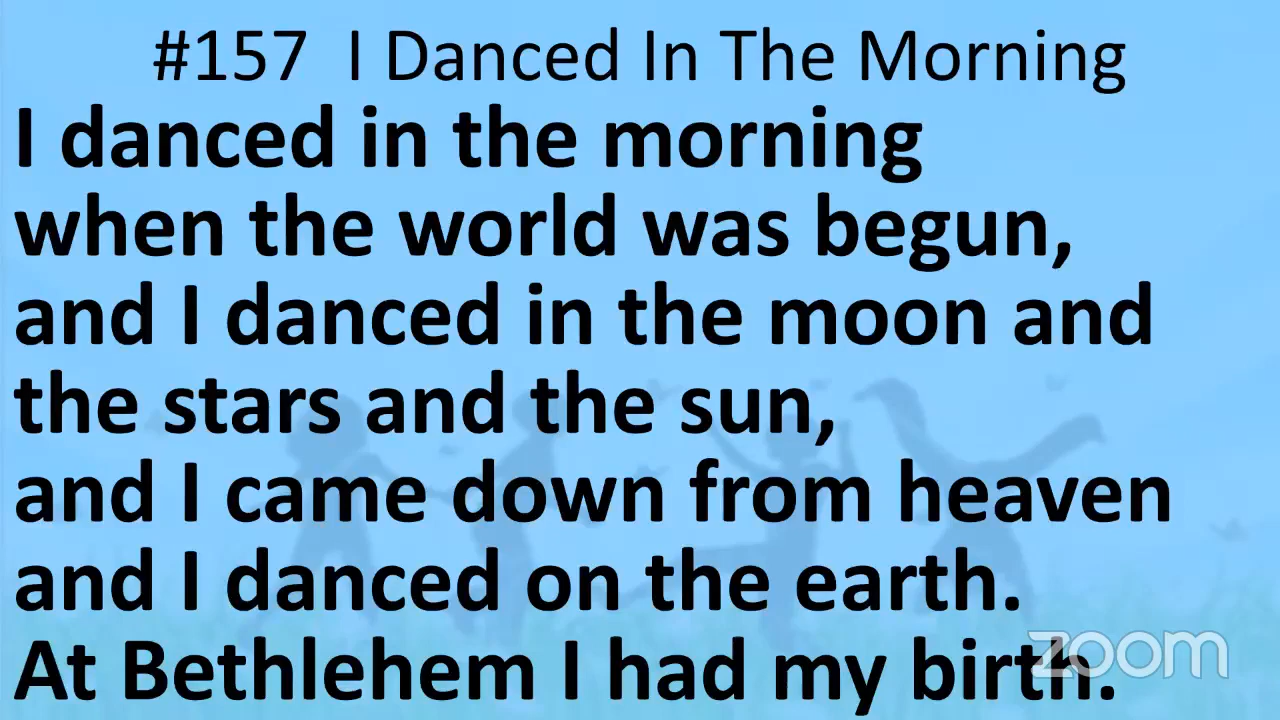 #157 I Danced In The Morning
I danced in the morning
when the world was begun,
and I danced in the moon and
the stars and the sun,
and I came down from heaven
and I danced on the earth.
At Bethlehem I had my birth.
zoom